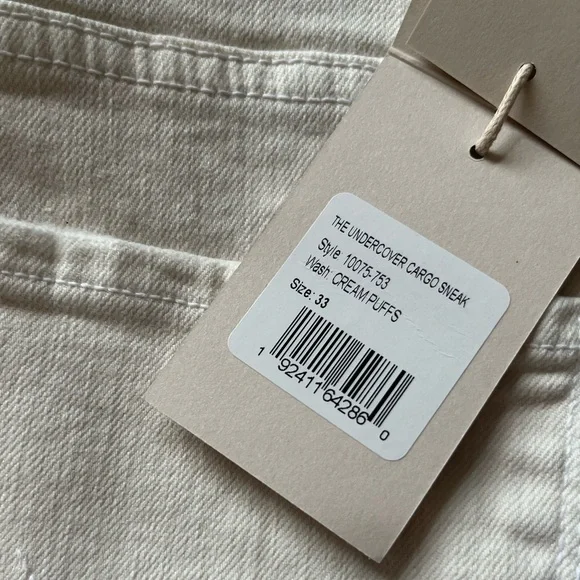 THE UNDERCOVER CARGO SNEAK
Style: 10075-753
Wash: CREAM PUFFS
Size: 33
1 92411 64286 0